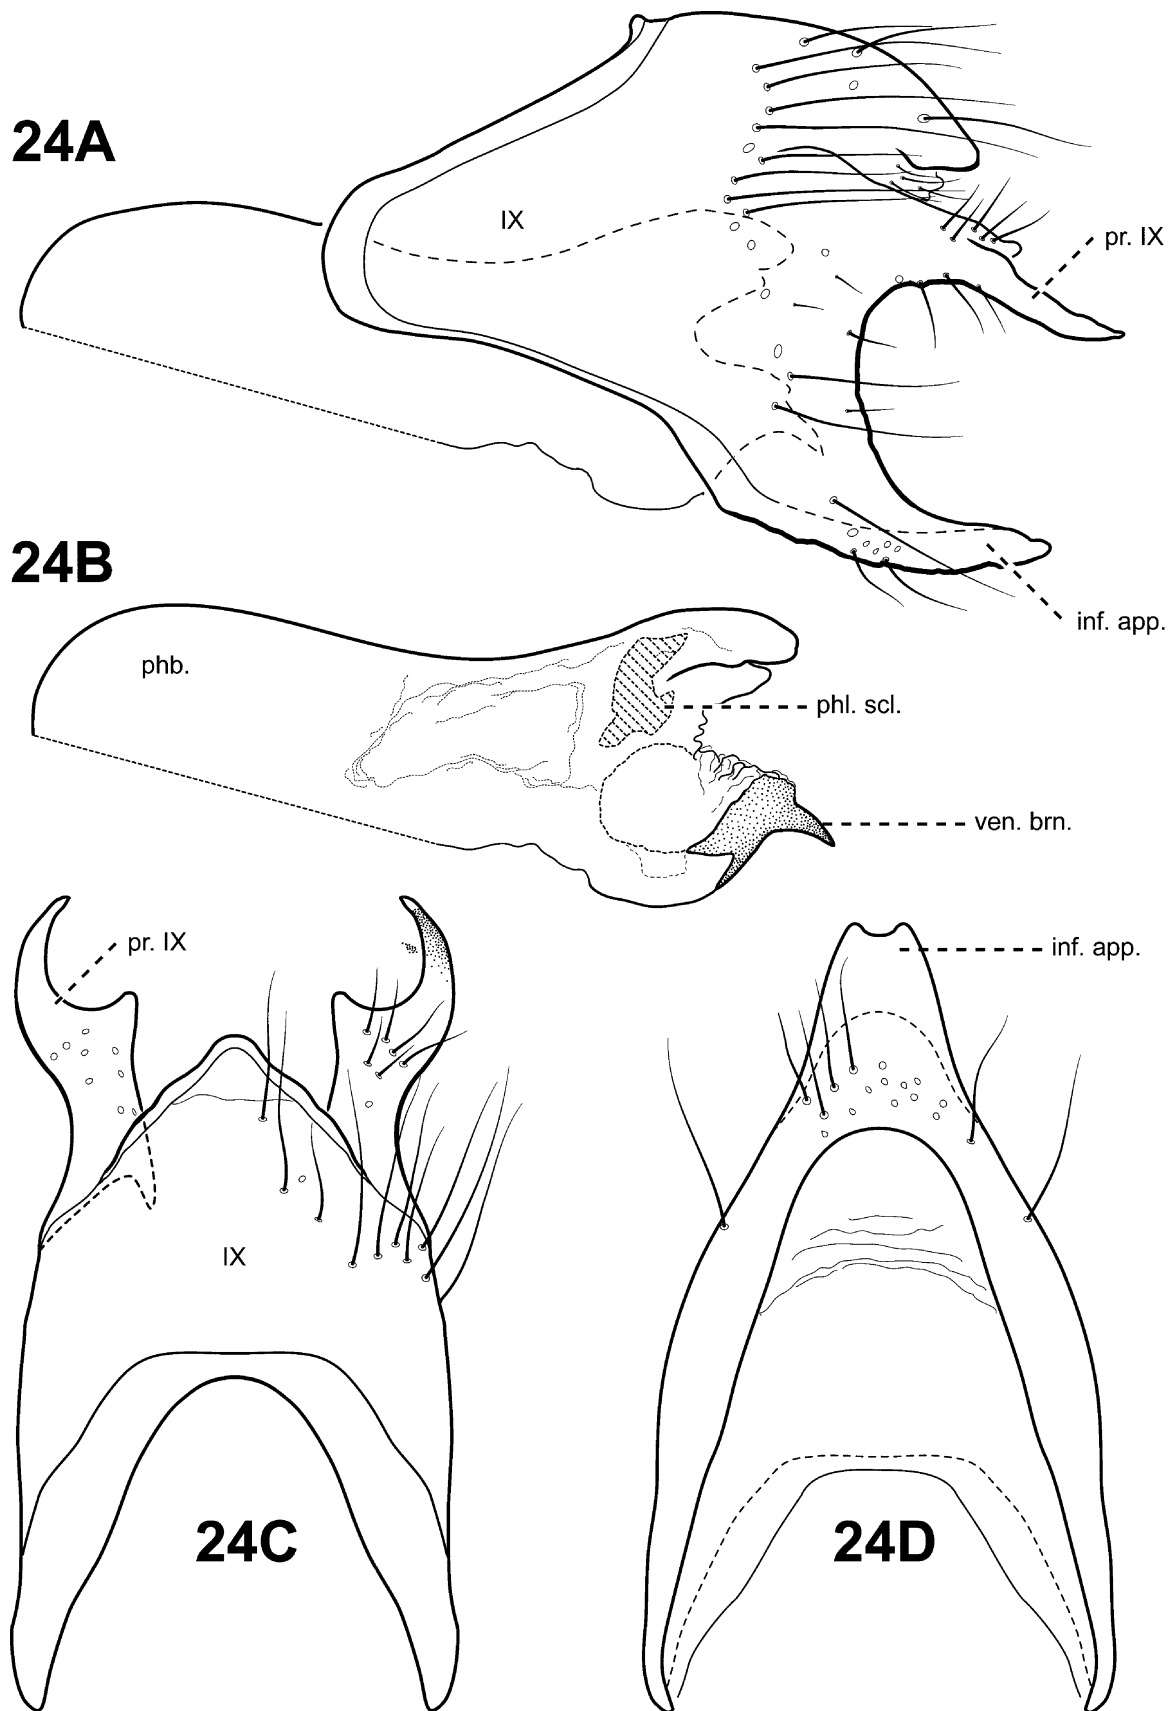 24A
IX
pr. IX
inf. app.
24B
phb.
phl. scl.
ven. brn.
pr. IX
inf. app.
IX
24C
24D